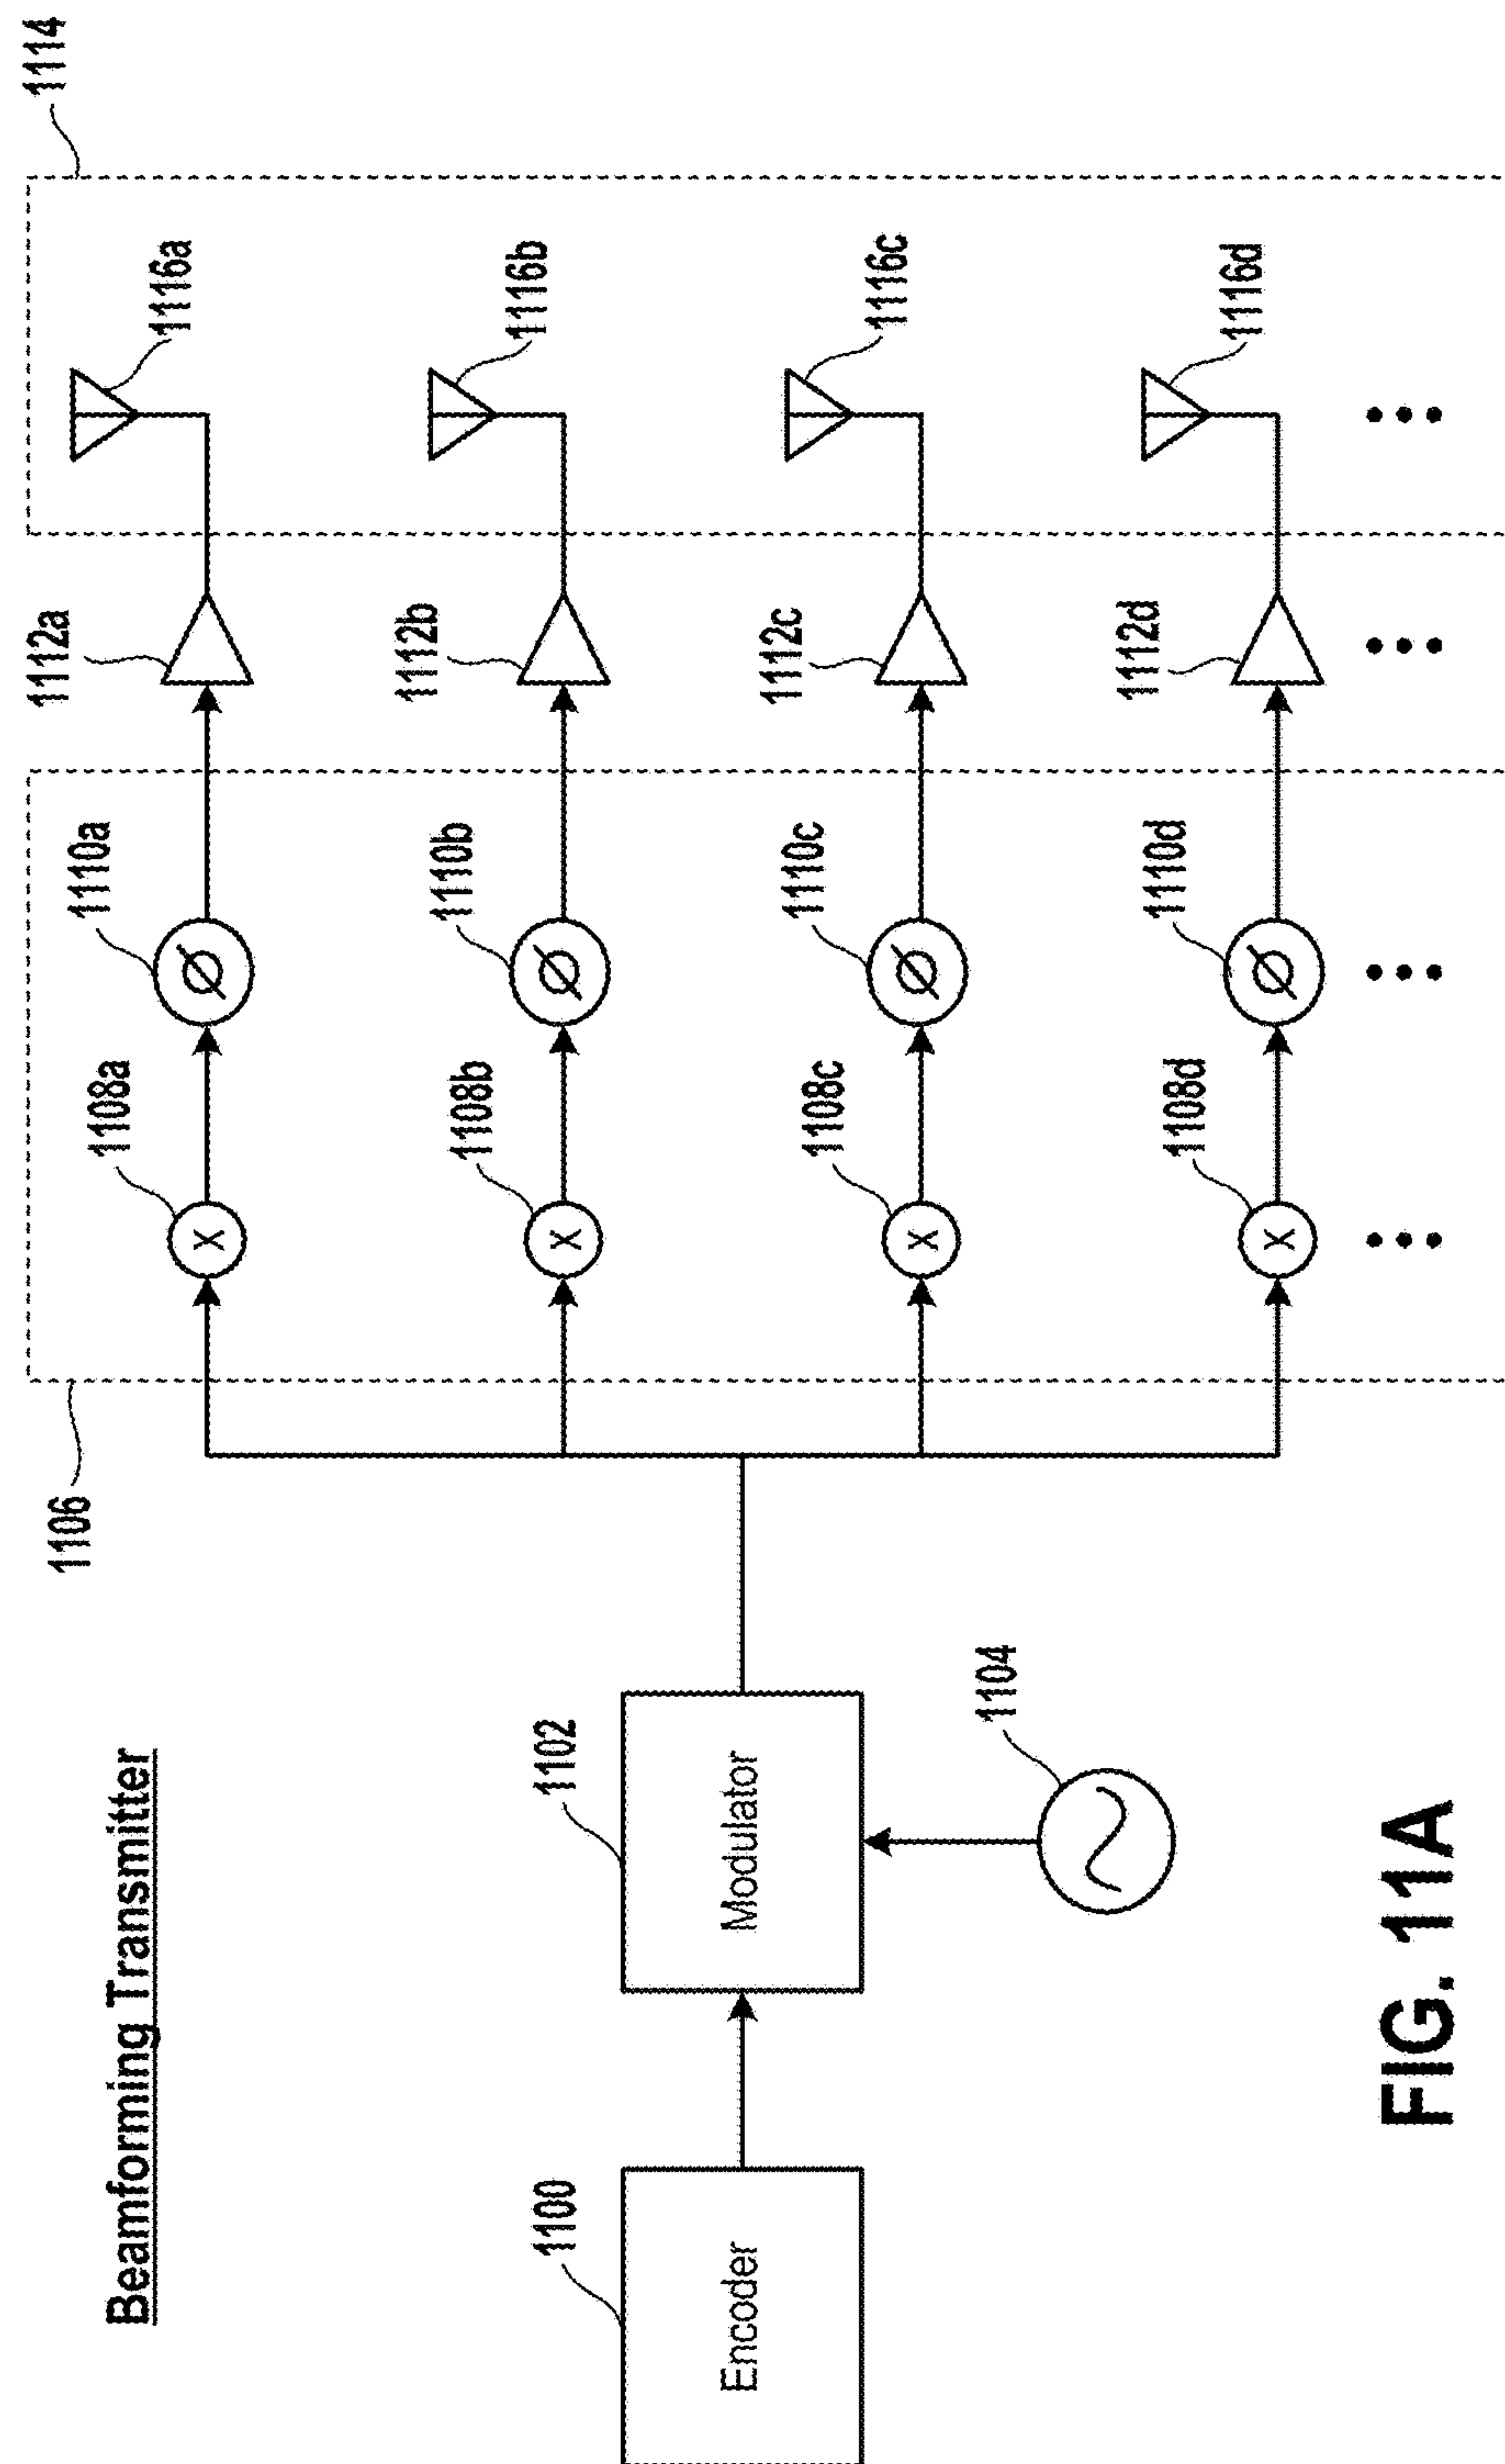 Beamforming Transmitter
1100
Encoder
1102
Modulator
1104
1106
1108a
1110a
1112a
1116a
1114
1108b
1110b
1112b
1116b
1108c
1110c
1112c
1116c
1108d
1110d
1112d
1116d
X
Ø
X
Ø
X
Ø
X
Ø
FIG. 11A